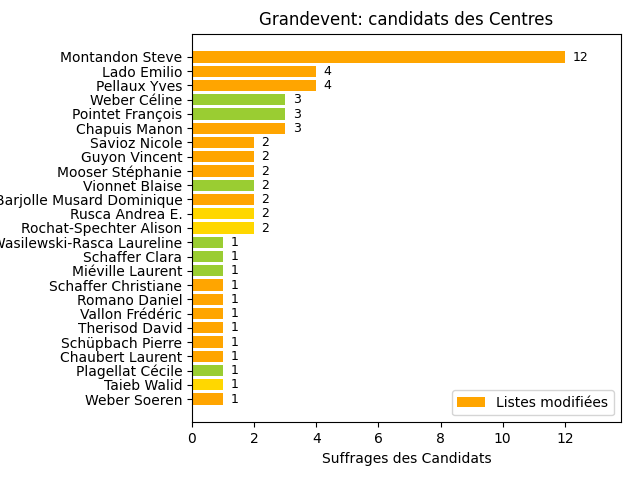 Grandevent: candidats des Centres
Montandon Steve 12
Lado Emilio 4
Pellaux Yves 4
Weber Céline 3
Pointet François 3
Chapuis Manon 3
Savioz Nicole 2
Guyon Vincent 2
Mooser Stéphanie 2
Vionnet Blaise 2
Barjolle Musard Dominique 2
Rusca Andrea E. 2
Rochat-Spechter Alison 2
Wasilewski-Rasca Laureline 1
Schaffer Clara 1
Miéville Laurent 1
Schaffer Christiane 1
Romano Daniel 1
Vallon Frédéric 1
Therisod David 1
Schüpbach Pierre 1
Chaubert Laurent 1
Plagellat Cécile 1
Taieb Walid 1
Weber Soeren 1
Listes modifiées
0 2 4 6 8 10 12
Suffrages des Candidats